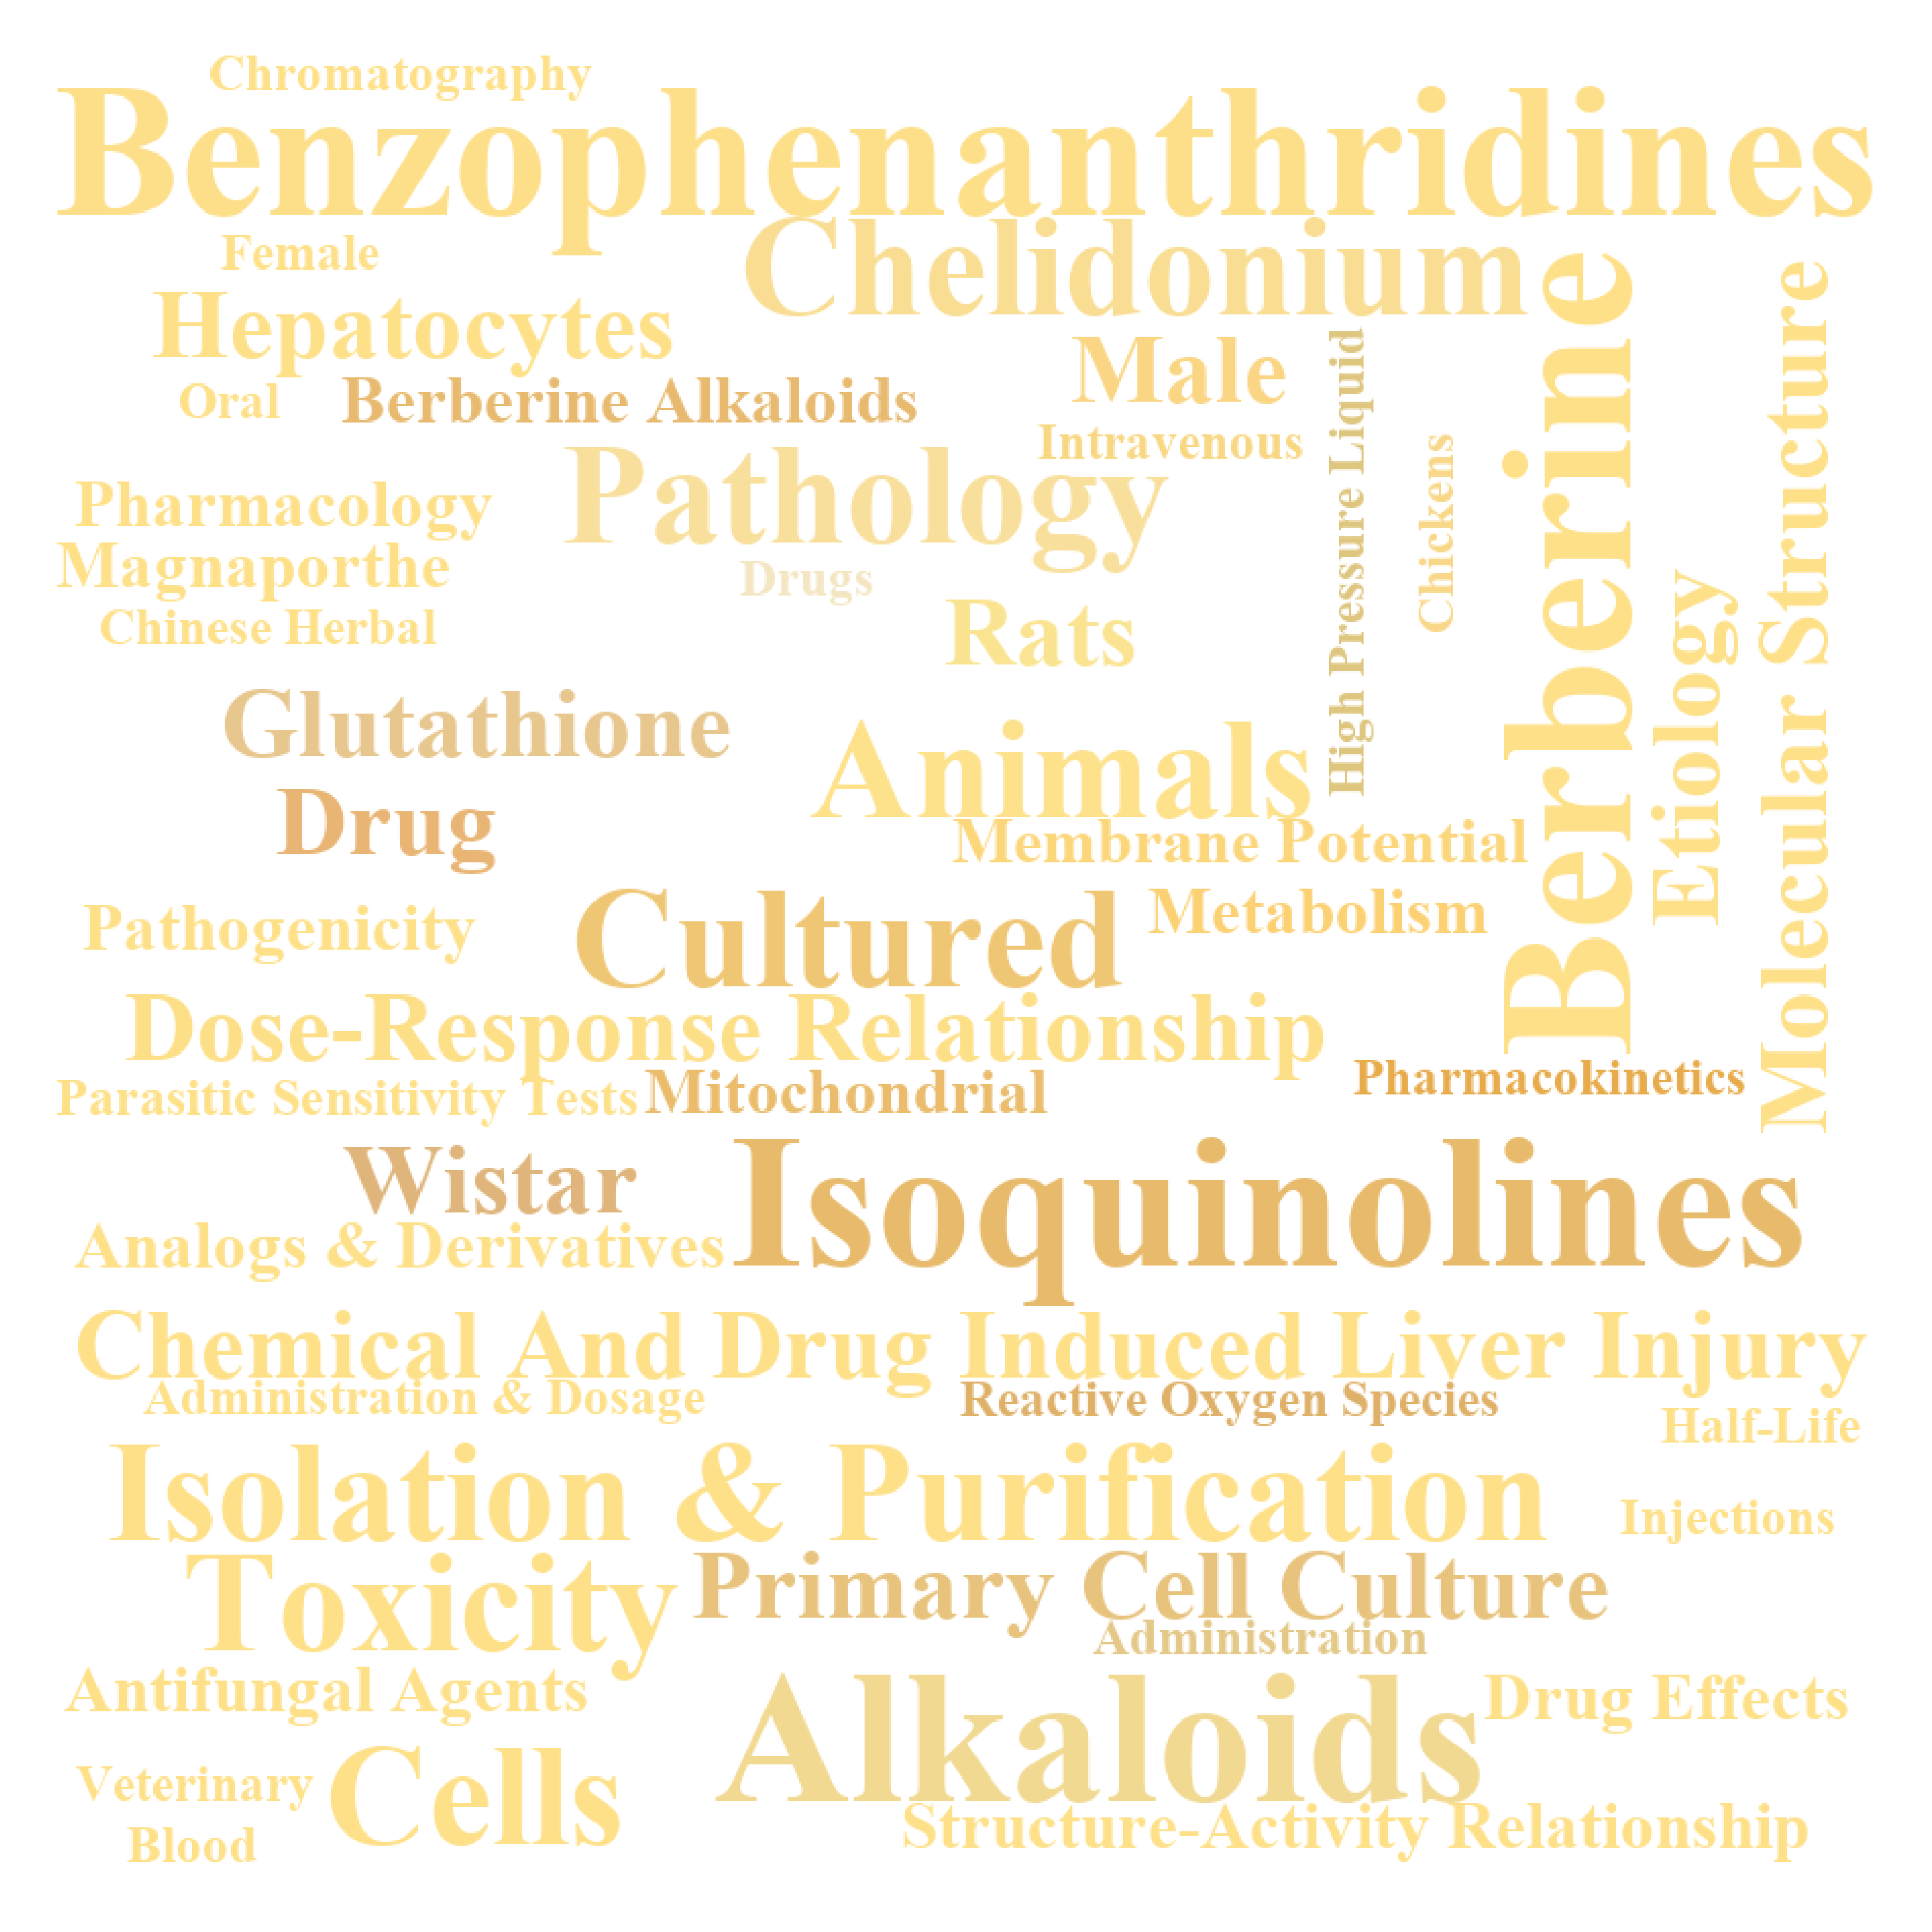 Chromatography
Benzophenanthridines
Chelidonium
Female
Hepatocytes
Male
Oral
Berberine Alkaloids
Intravenous
High Pressure Liquid
Chickens
Berberine
Etiology
Molecular Structure
Pathology
Pharmacology
Magnaporthe
Drugs
Chinese Herbal
Rats
Glutathione
Animals
Drug
Membrane Potential
Cultured
Metabolism
Pathogenicity
Dose-Response Relationship
Parasitic Sensitivity Tests
Mitochondrial
Pharmacokinetics
Wistar
Isoquinolines
Analogs & Derivatives
Chemical And Drug Induced Liver Injury
Administration & Dosage
Reactive Oxygen Species
Half-Life
Isolation & Purification
Injections
Toxicity
Primary Cell Culture
Administration
Antifungal Agents
Alkaloids
Drug Effects
Veterinary
Cells
Blood
Structure-Activity Relationship